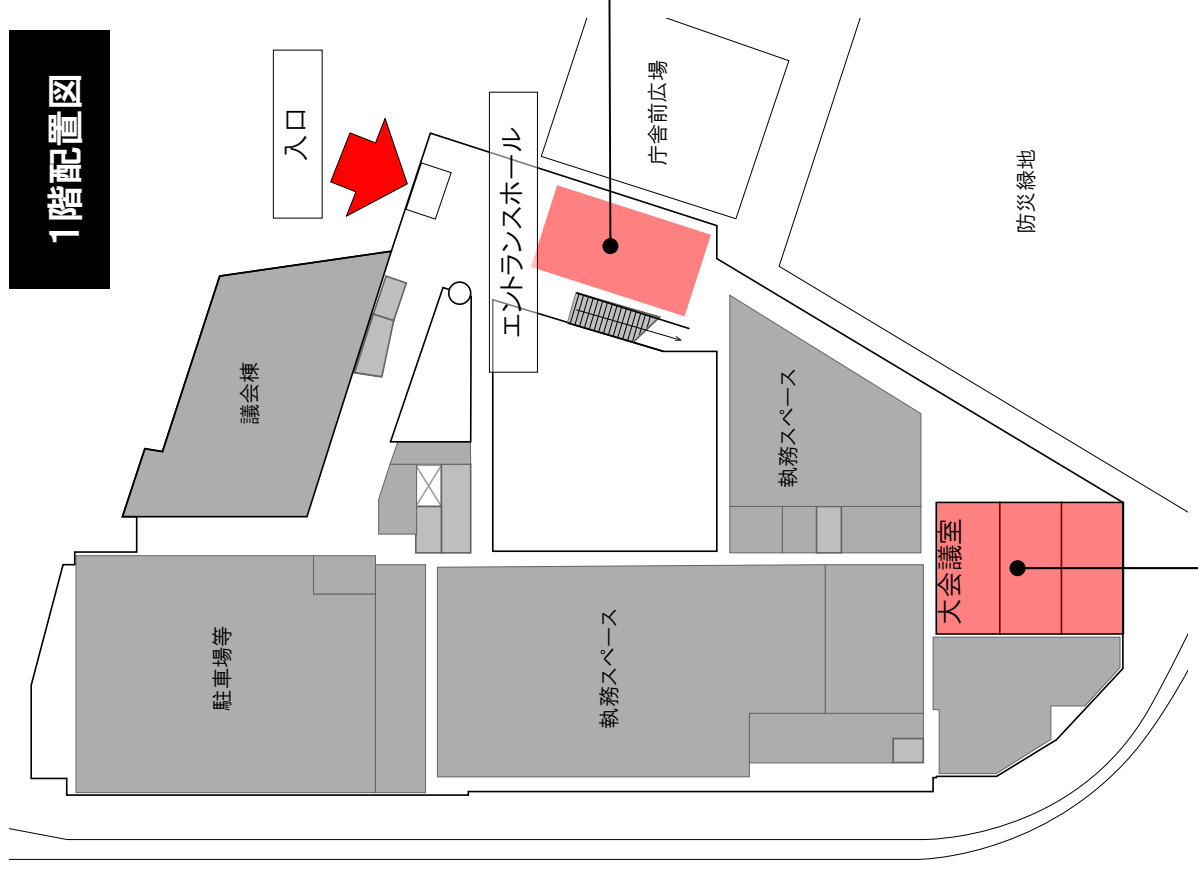 1階配置図
入口
エントランスホール
庁舎前広場
防災緑地
議会棟
執務スペース
大会議室
駐車場等
執務スペース